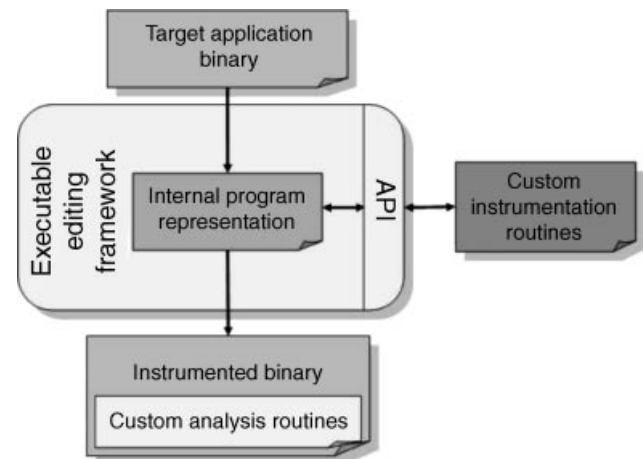 Target application
binary
Executable
editing
framework
Internal program
representation
API
Custom
instrumentation
routines
Instrumented binary
Custom analysis routines